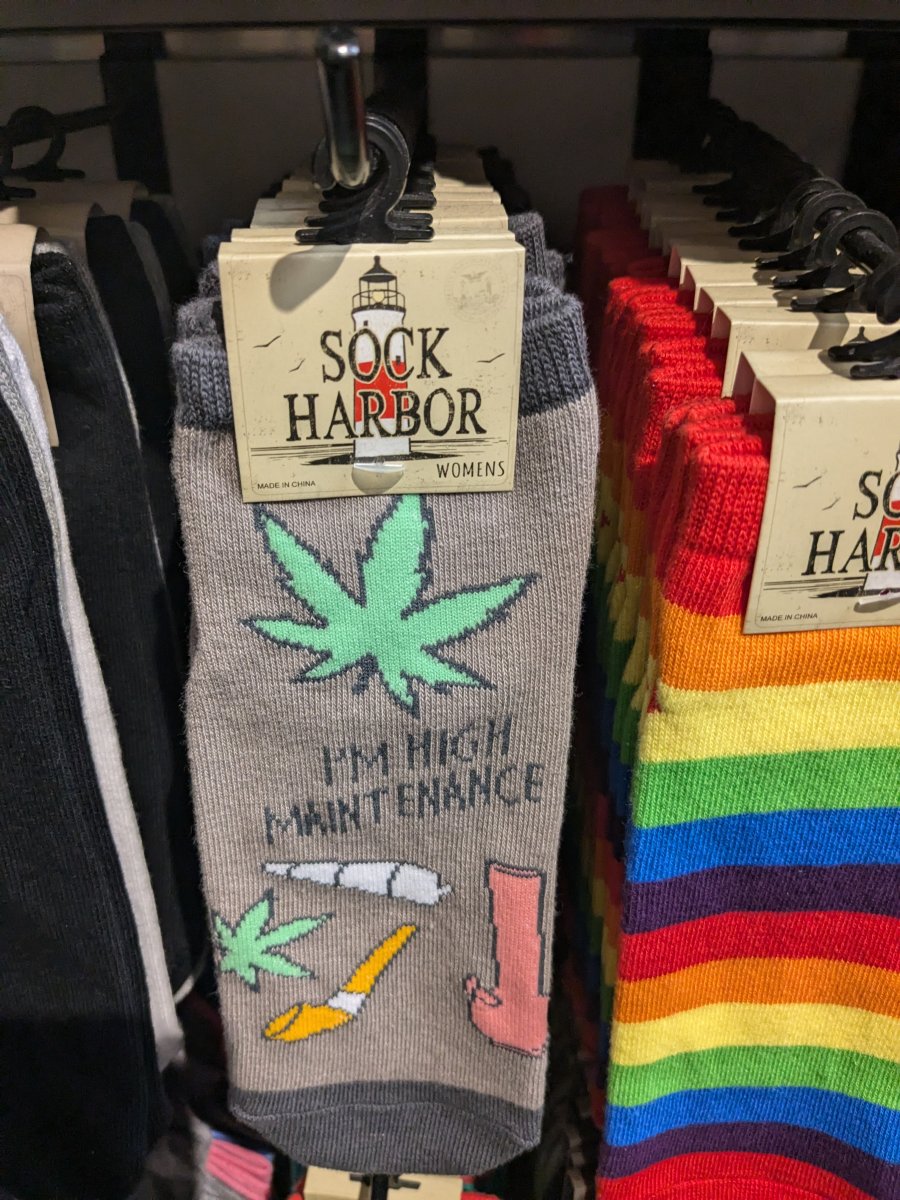 SOCK
HARBOR
WOMENS
MADE IN CHINA
I'M HIGH
MAINTENANCE
SO
HAR
MADE IN CHINA